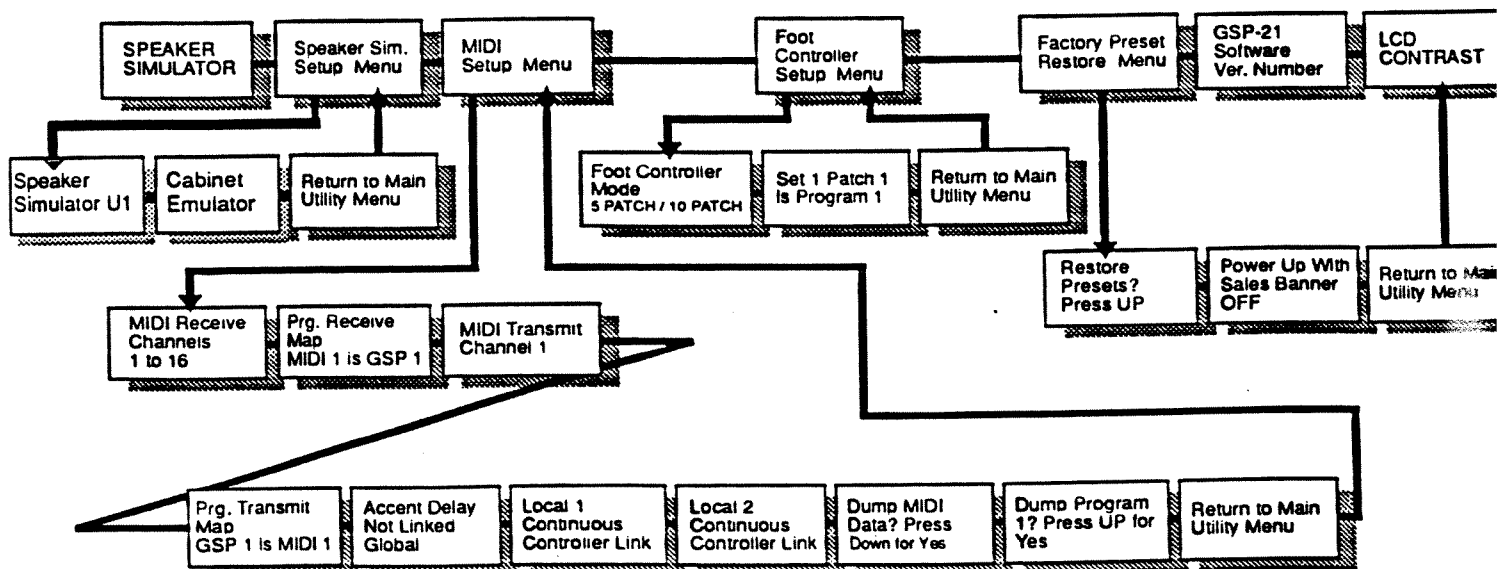 SPEAKER
SIMULATOR
Speaker Sim.
Setup Menu
MIDI
Setup Menu
Foot
Controller
Setup Menu
Factory Preset
Restore Menu
GSP-21
Software
Ver. Number
LCD
CONTRAST
Speaker
Simulator U1
Cabinet
Emulator
Return to Main
Utility Menu
Foot Controller
Mode
5 PATCH / 10 PATCH
Set 1 Patch 1
Is Program 1
Return to Main
Utility Menu
Restore
Presets?
Press UP
Power Up With
Sales Banner
OFF
Return to Main
Utility Menu
MIDI Receive
Channels
1 to 16
Prg. Receive
Map
MIDI 1 is GSP 1
MIDI Transmit
Channel 1
Prg. Transmit
Map
GSP 1 is MIDI 1
Accent Delay
Not Linked
Global
Local 1
Continuous
Controller Link
Local 2
Continuous
Controller Link
Dump MIDI
Data? Press
Down for Yes
Dump Program
1? Press UP for
Yes
Return to Main
Utility Menu